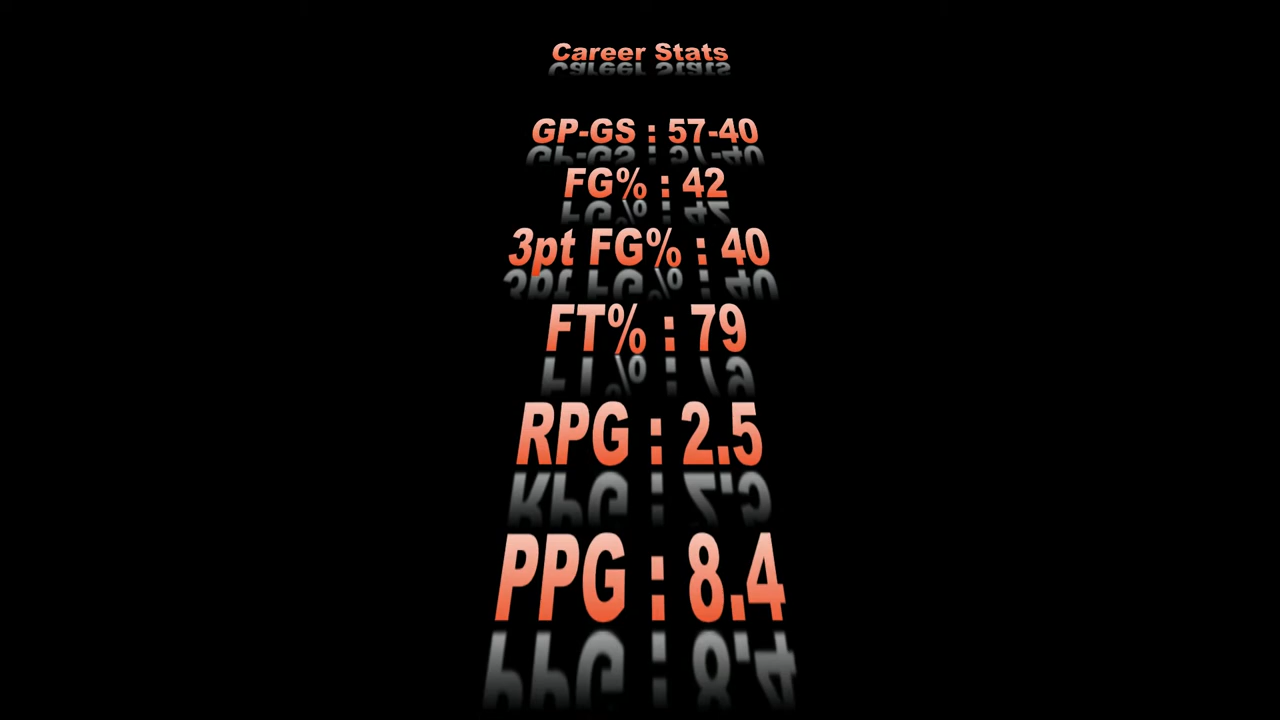 Career Stats
GP-GS : 57-40
FG% : 42
3pt FG% : 40
FT% : 79
RPG : 2.5
PPG : 8.4